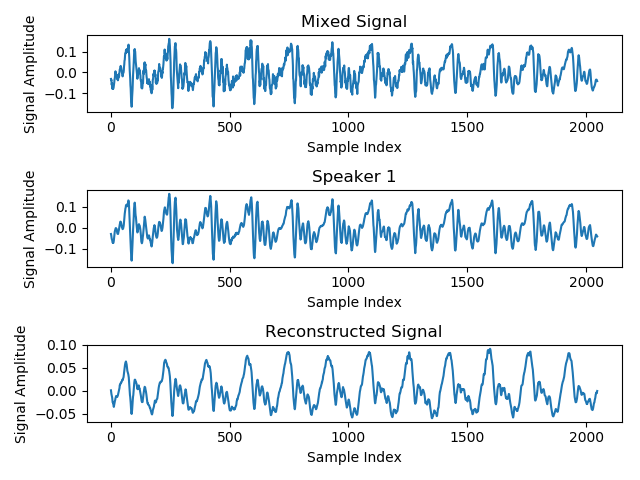 Mixed Signal
Signal Amplitude
0.1
0.0
−0.1
0
500
1000
1500
2000
Sample Index
Speaker 1
Signal Amplitude
0.1
0.0
−0.1
0
500
1000
1500
2000
Sample Index
Reconstructed Signal
Signal Amplitude
0.10
0.05
0.00
−0.05
0
500
1000
1500
2000
Sample Index